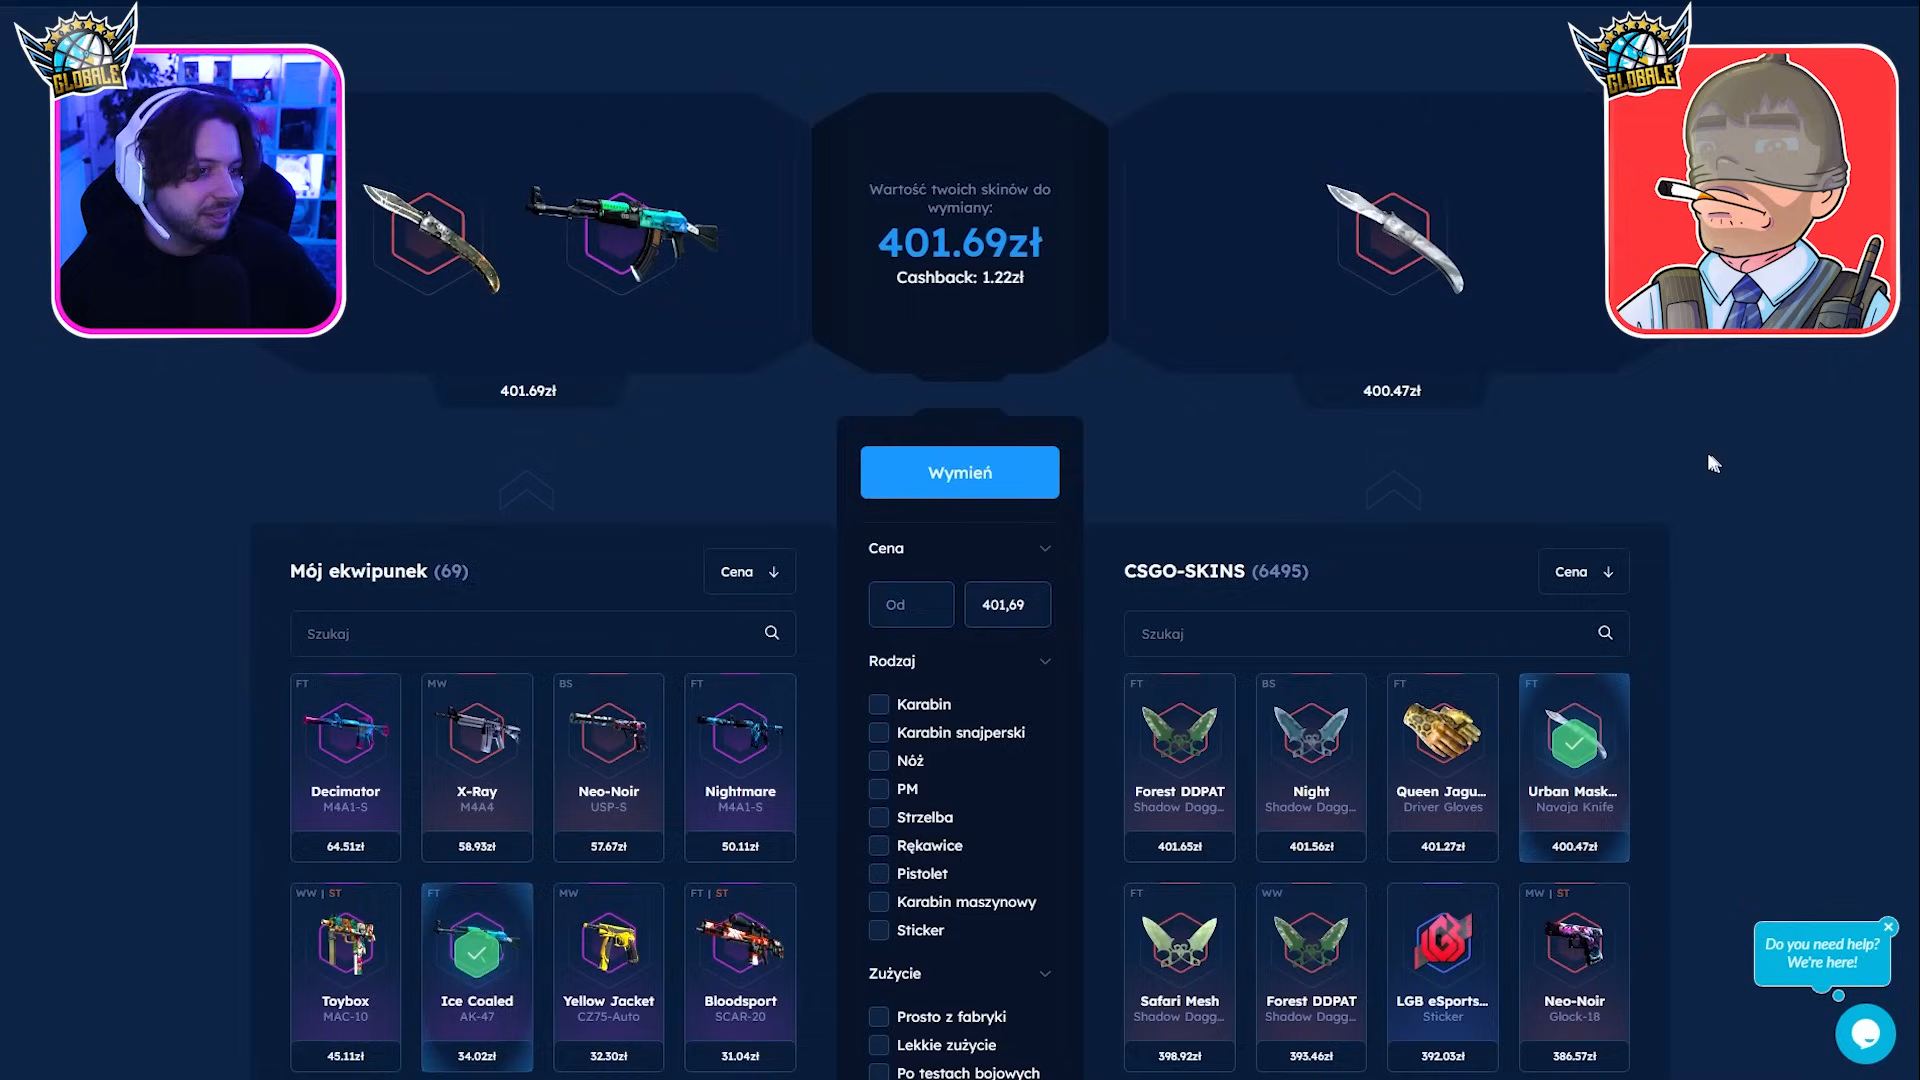 GLOBALE
GLOBALE
Wartość twoich skinów do
wymiany:
401.69zł
Cashback: 1.22zł
401.69zł
400.47zł
Wymień
Mój ekwipunek (69)
Cena
Szukaj
FT
MW
BS
FT
Decimator
X-Ray
Neo-Noir
Nightmare
M4A1-S
M4A4
USP-S
M4A1-S
64.51zł
58.93zł
57.67zł
50.11zł
WW | ST
FT
MW
FT | ST
Toybox
Ice Coaled
Yellow Jacket
Bloodsport
MAC-10
AK-47
CZ75-Auto
SCAR-20
45.11zł
34.02zł
32.30zł
31.04zł
Cena
Od
401,69
Rodzaj
Karabin
Karabin snajperski
Nóż
PM
Strzelba
Rękawice
Pistolet
Karabin maszynowy
Sticker
Zużycie
Prosto z fabryki
Lekkie zużycie
Po testach bojowych
CSGO-SKINS (6495)
Cena
Szukaj
FT
BS
FT
FT
Forest DDPAT
Night
Queen Jagu...
Urban Mask...
Shadow Dagg...
Shadow Dagg...
Driver Gloves
Navaja Knife
401.65zł
401.56zł
401.27zł
400.47zł
FT
WW
MW | ST
Safari Mesh
Forest DDPAT
LGB eSports...
Neo-Noir
Shadow Dagg...
Shadow Dagg...
Sticker
Glock-18
398.92zł
393.46zł
392.03zł
386.57zł
Do you need help?
We're here!